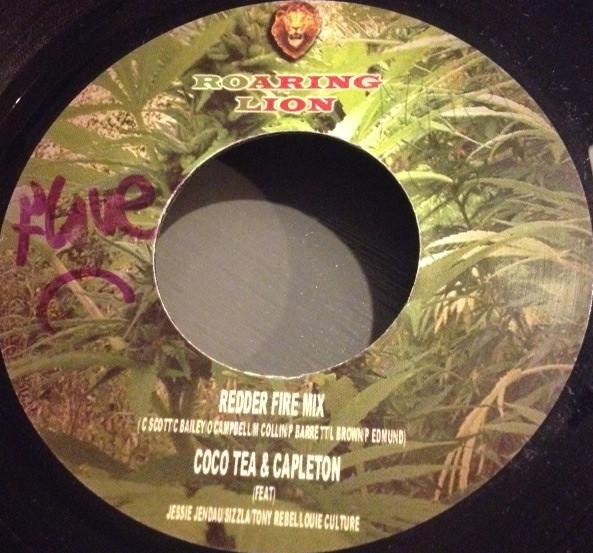 ROARING
LION
REDDER FIRE MIX
(C SCOTT C BAILEY O CAMPBELL M COLLIN P BARRETT L BROWN P EDMUND)
COCO TEA & CAPLETON
(FEAT)
JESSIE JENDAU SIZZLA TONY REBEL LOUIE CULTURE